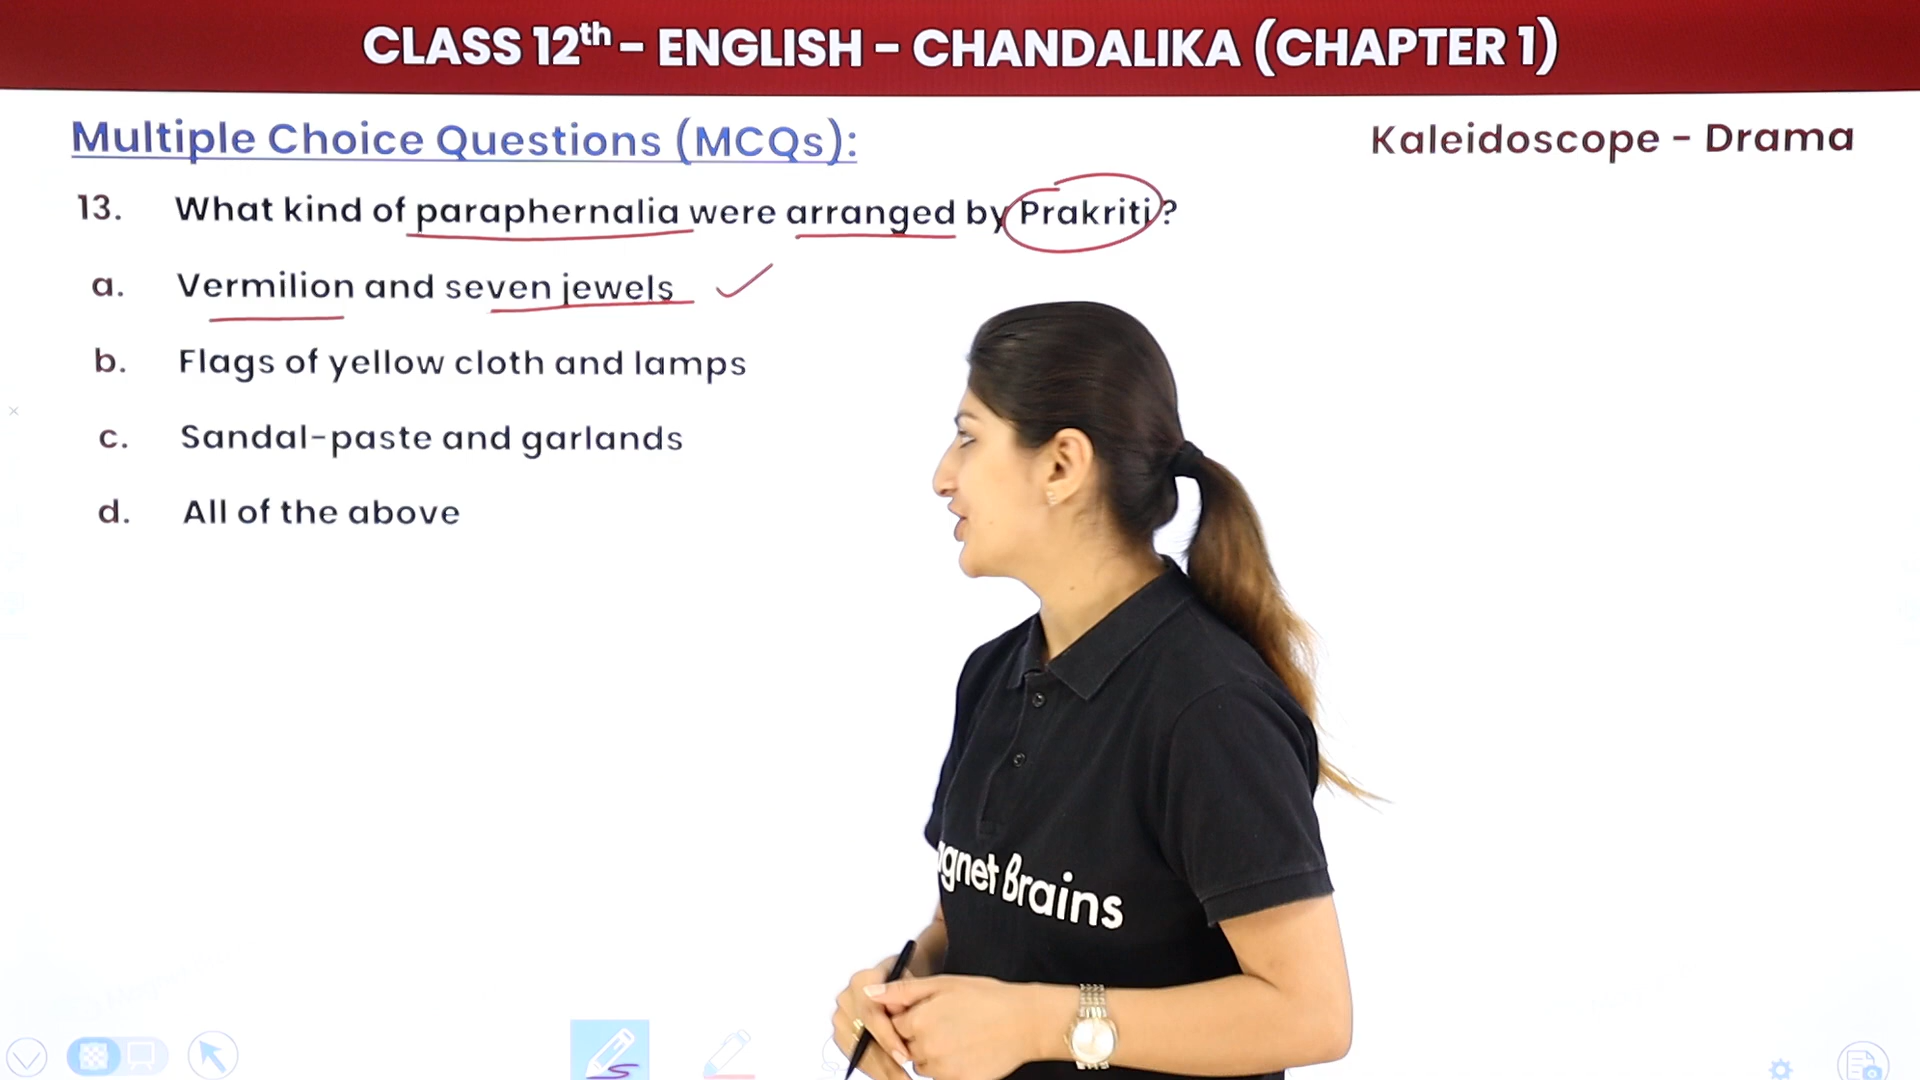 CLASS 12th - ENGLISH - CHANDALIKA (CHAPTER 1)
Multiple Choice Questions (MCQs):
Kaleidoscope - Drama
13. What kind of paraphernalia were arranged by Prakriti?
a. Vermilion and seven jewels
b. Flags of yellow cloth and lamps
c. Sandal-paste and garlands
d. All of the above
gnet Brains